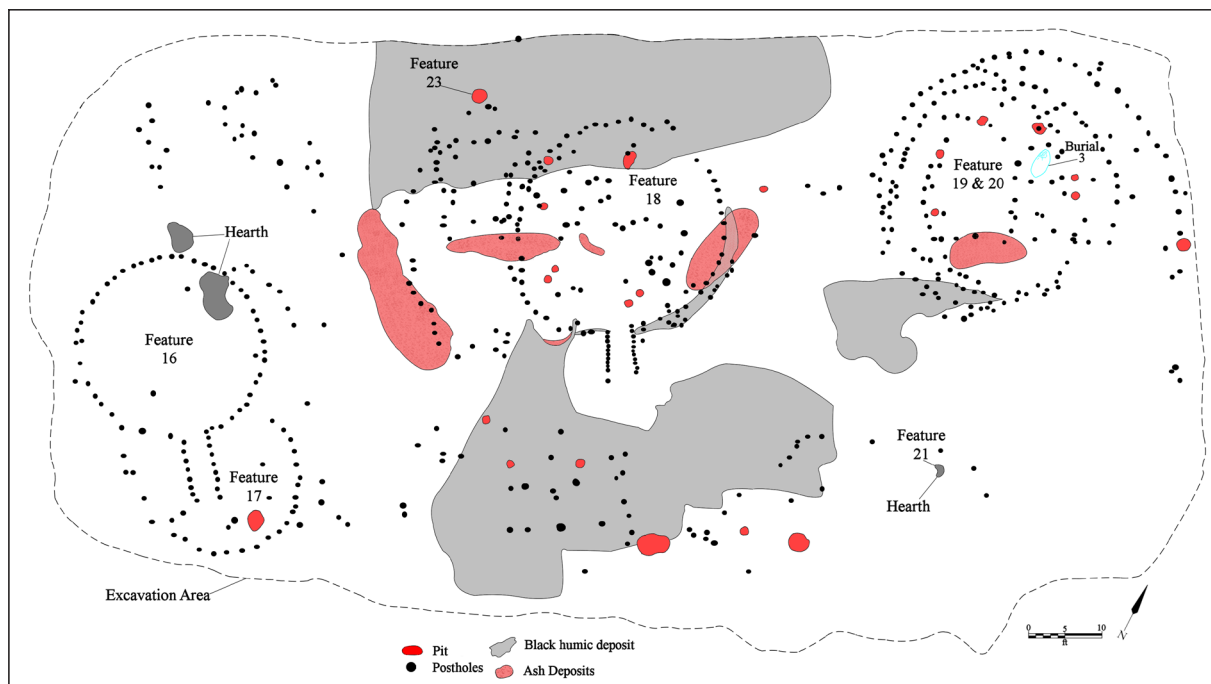 Feature
23
Feature
18
Feature
19 & 20
Burial
3
Hearth
Feature
16
Feature
17
Feature
21
Hearth
Excavation Area
Pit
Postholes
Black humic deposit
Ash Deposits
0 5 10
ft
N